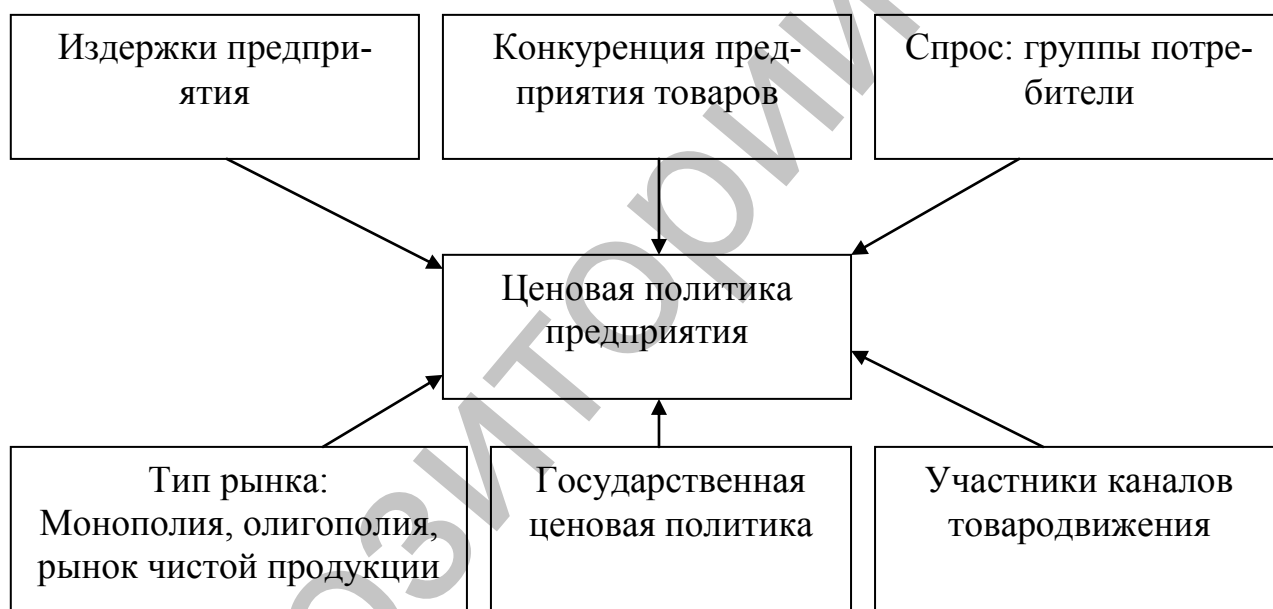 Издержки предпри-
ятия
Конкуренция пред-
приятия товаров
Спрос: группы потре-
бители
Ценовая политика
предприятия
Тип рынка:
Монополия, олигополия,
рынок чистой продукции
Государственная
ценовая политика
Участники каналов
товародвижения